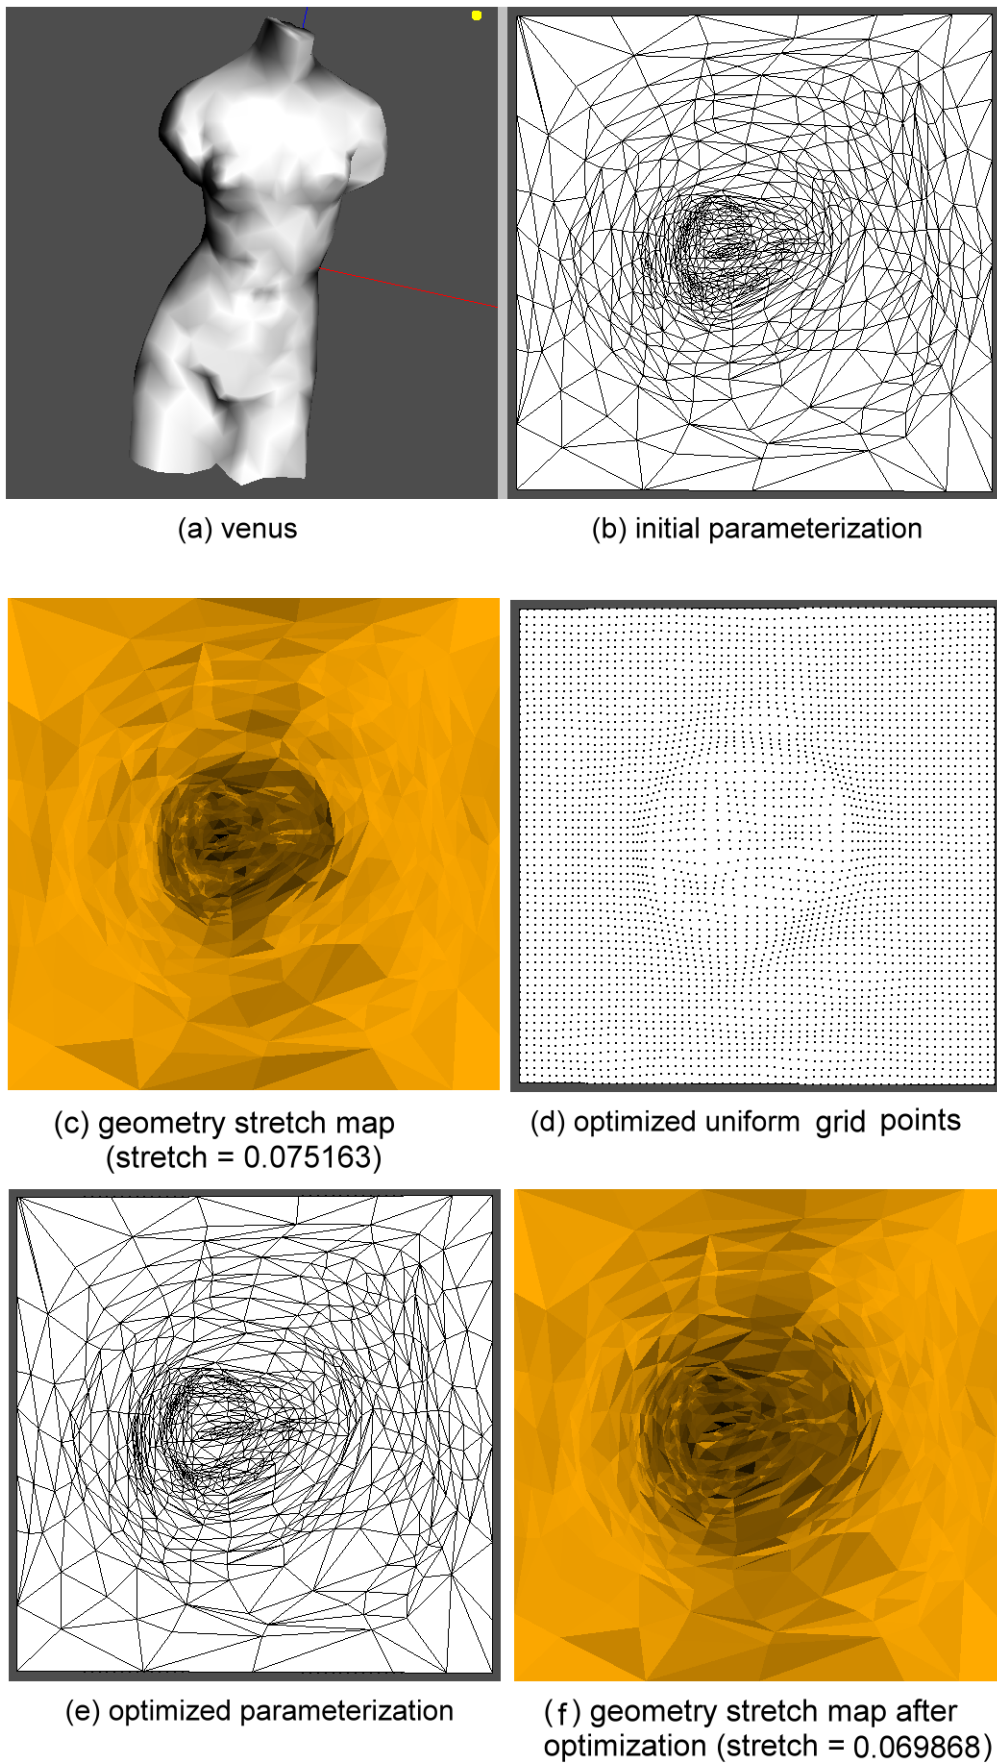 (a) venus
(b) initial parameterization
(c) geometry stretch map
(stretch = 0.075163)
(d) optimized uniform grid points
(e) optimized parameterization
(f) geometry stretch map after
optimization (stretch = 0.069868)